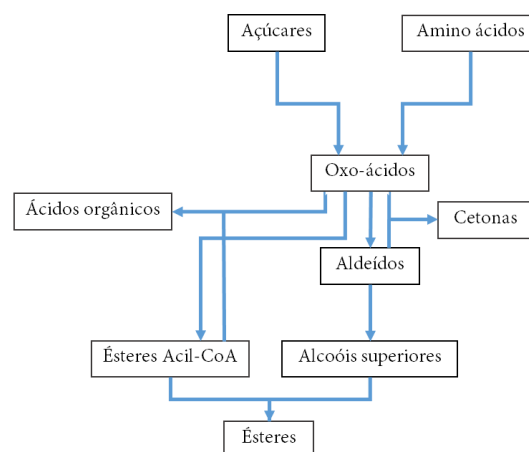 Açúcares
Amino ácidos
Oxo-ácidos
Ácidos orgânicos
Cetonas
Aldeídos
Ésteres Acil-CoA
Alcoóis superiores
Ésteres